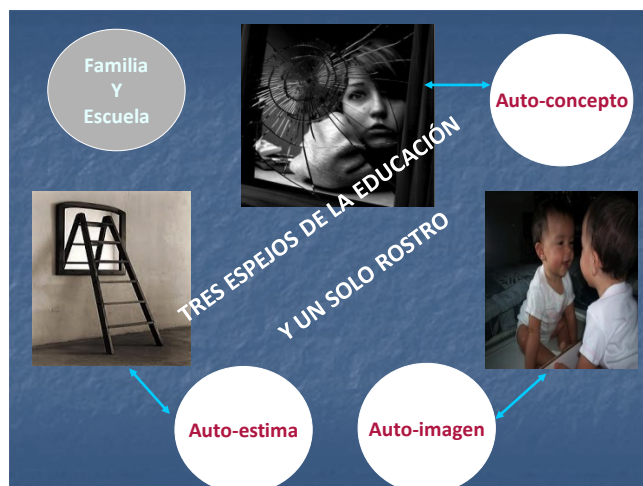 Familia
Y
Escuela
Auto-concepto
TRES ESPEJOS DE LA EDUCACIÓN
Y UN SOLO ROSTRO
Auto-estima
Auto-imagen